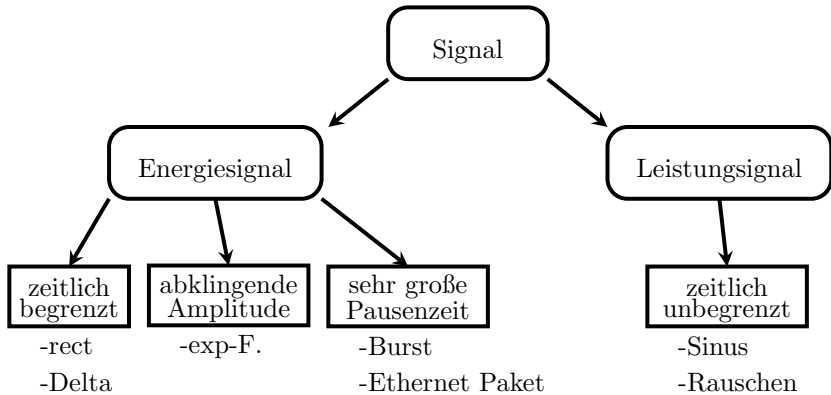 Signal
Energiesignal
Leistungsignal
zeitlich
begrenzt
abklingende
Amplitude
sehr große
Pausenzeit
zeitlich
unbegrenzt
-rect
-Delta
-exp-F.
-Burst
-Ethernet Paket
-Sinus
-Rauschen